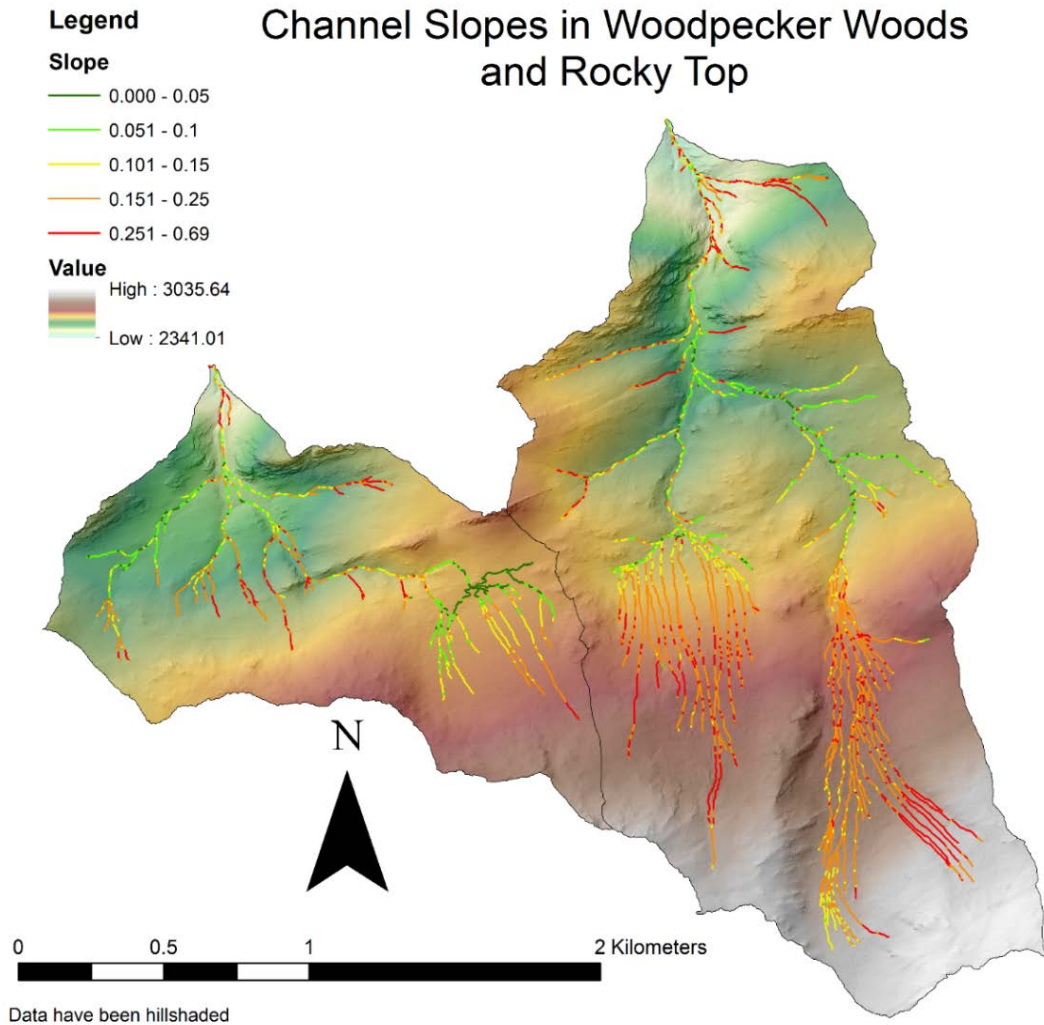 Channel Slopes in Woodpecker Woods
and Rocky Top
Legend
Slope
0.000 - 0.05
0.051 - 0.1
0.101 - 0.15
0.151 - 0.25
0.251 - 0.69
Value
High : 3035.64
Low : 2341.01
N
0 0.5 1 2 Kilometers
Data have been hillshaded